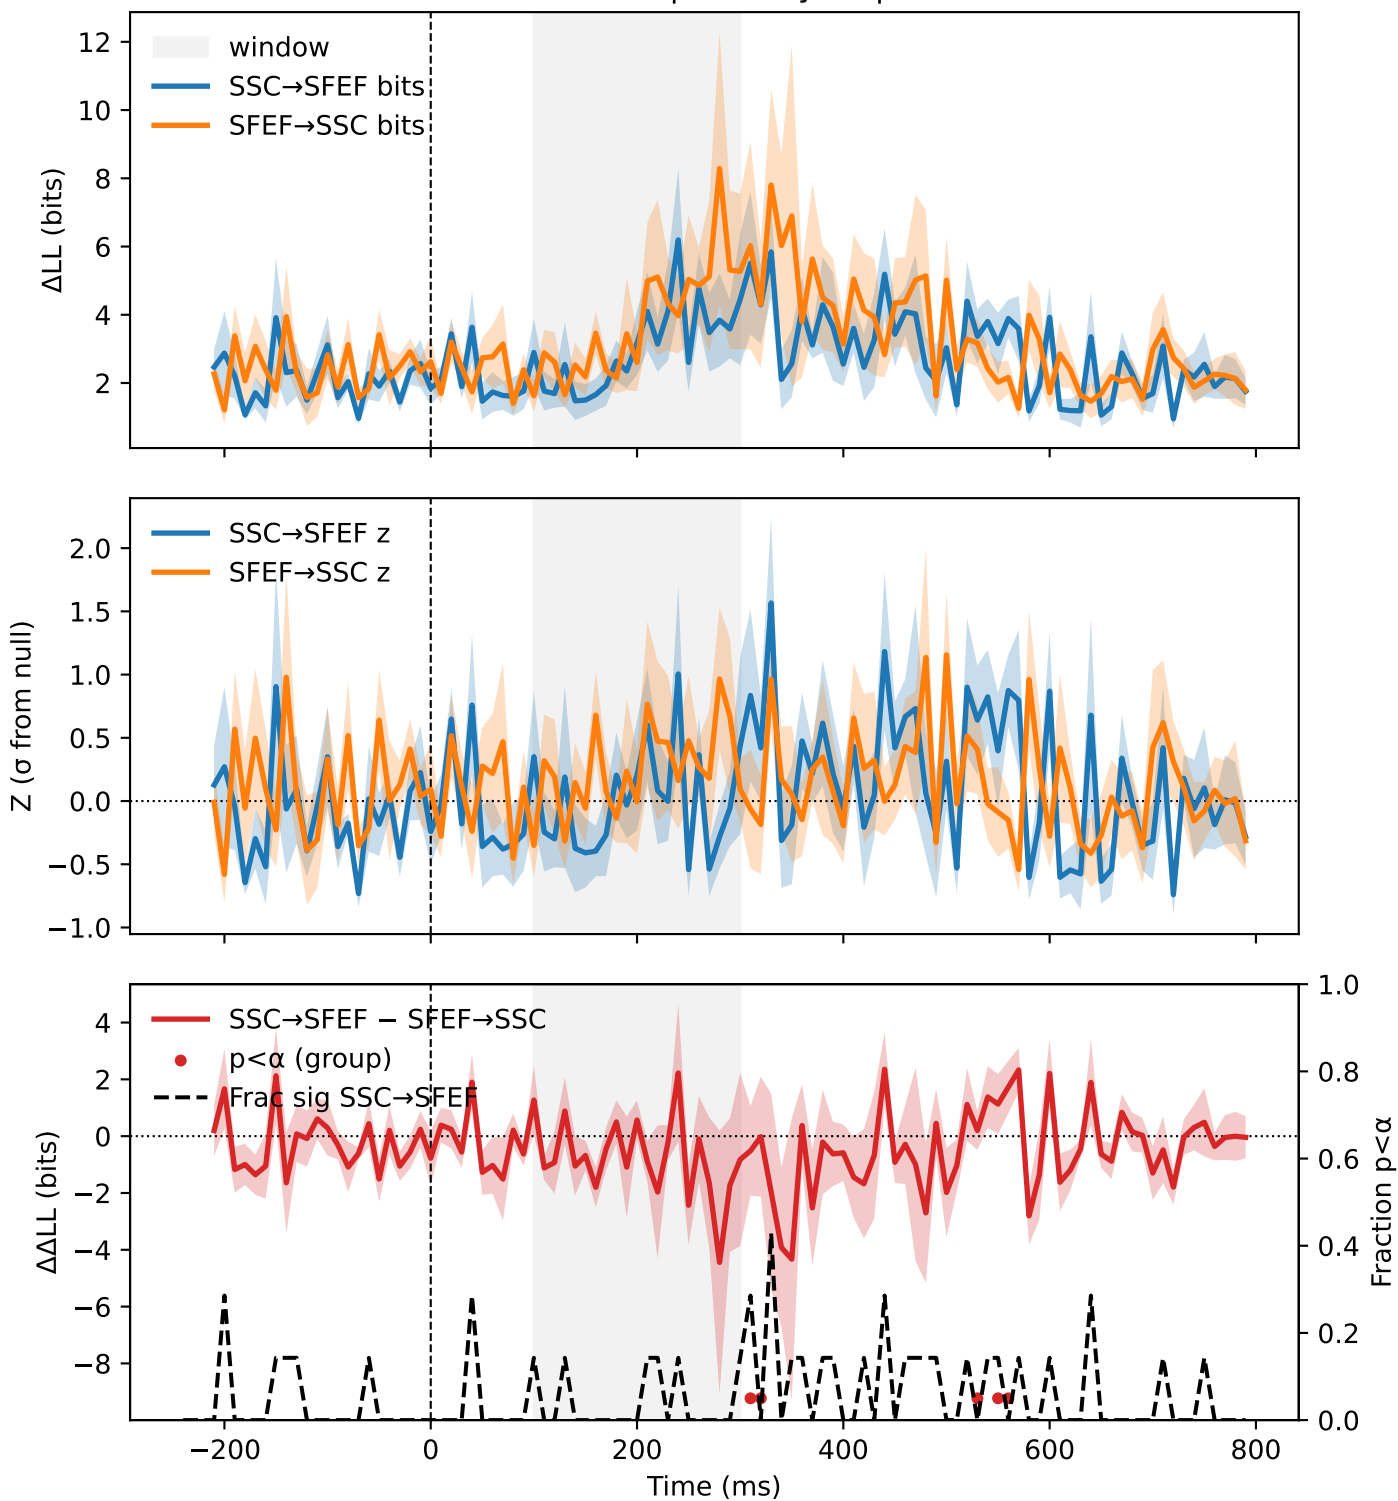 window
SSC→SFEF bits
SFEF→SSC bits
12
10
8
6
4
2
ΔLL (bits)
SSC→SFEF z
SFEF→SSC z
2.0
1.5
1.0
0.5
0.0
−0.5
−1.0
Z (σ from null)
SSC→SFEF − SFEF→SSC
p<α (group)
Frac sig SSC→SFEF
4
2
0
−2
−4
−6
−8
ΔΔLL (bits)
1.0
0.8
0.6
0.4
0.2
0.0
Fraction p<α
−200
0
200
400
600
800
Time (ms)